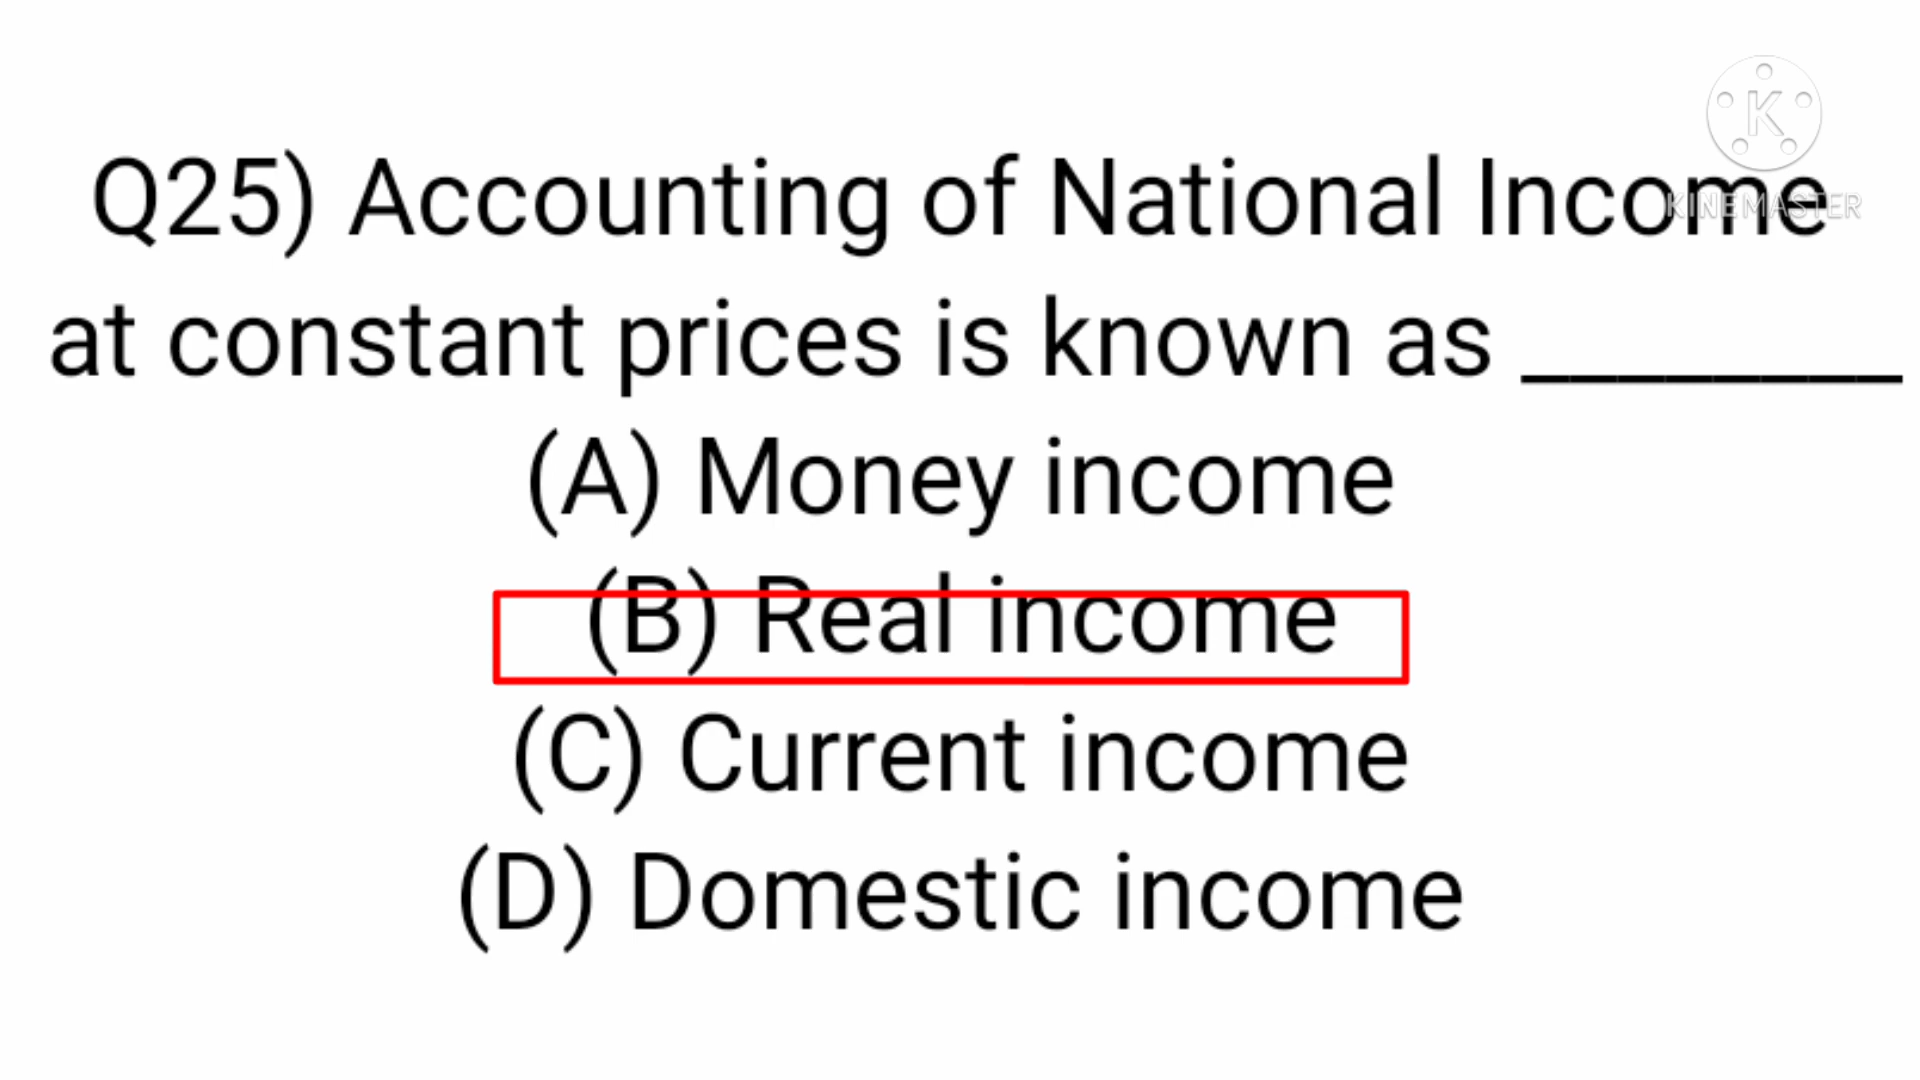 K
KINEMASTER
Q25) Accounting of National Income
at constant prices is known as ________
(A) Money income
(B) Real income
(C) Current income
(D) Domestic income